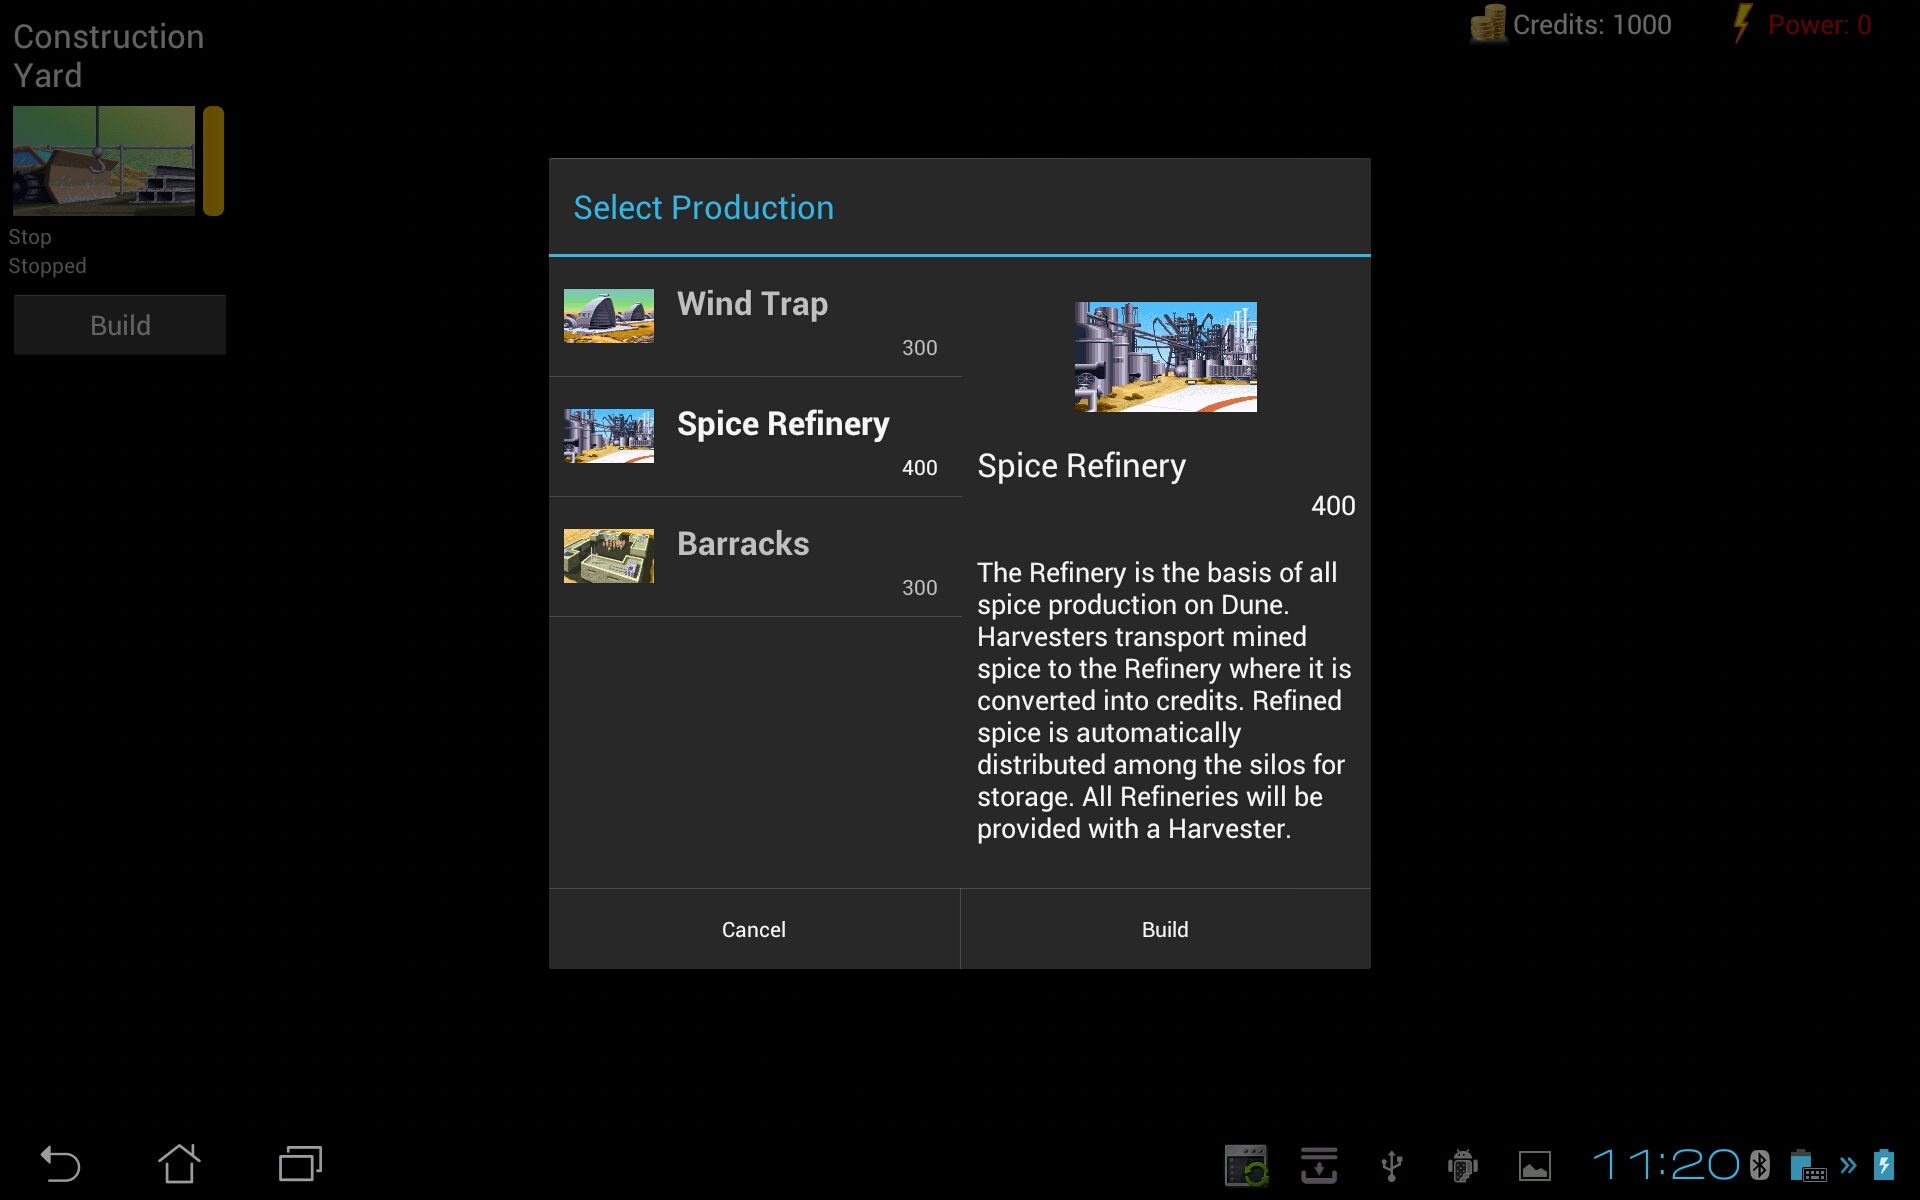 Construction
Yard
Credits: 1000
Power: 0
Stop
Stopped
Build
Select Production
Wind Trap
300
Spice Refinery
400
Barracks
300
Spice Refinery
400
The Refinery is the basis of all
spice production on Dune.
Harvesters transport mined
spice to the Refinery where it is
converted into credits. Refined
spice is automatically
distributed among the silos for
storage. All Refineries will be
provided with a Harvester.
Cancel
Build
11:20